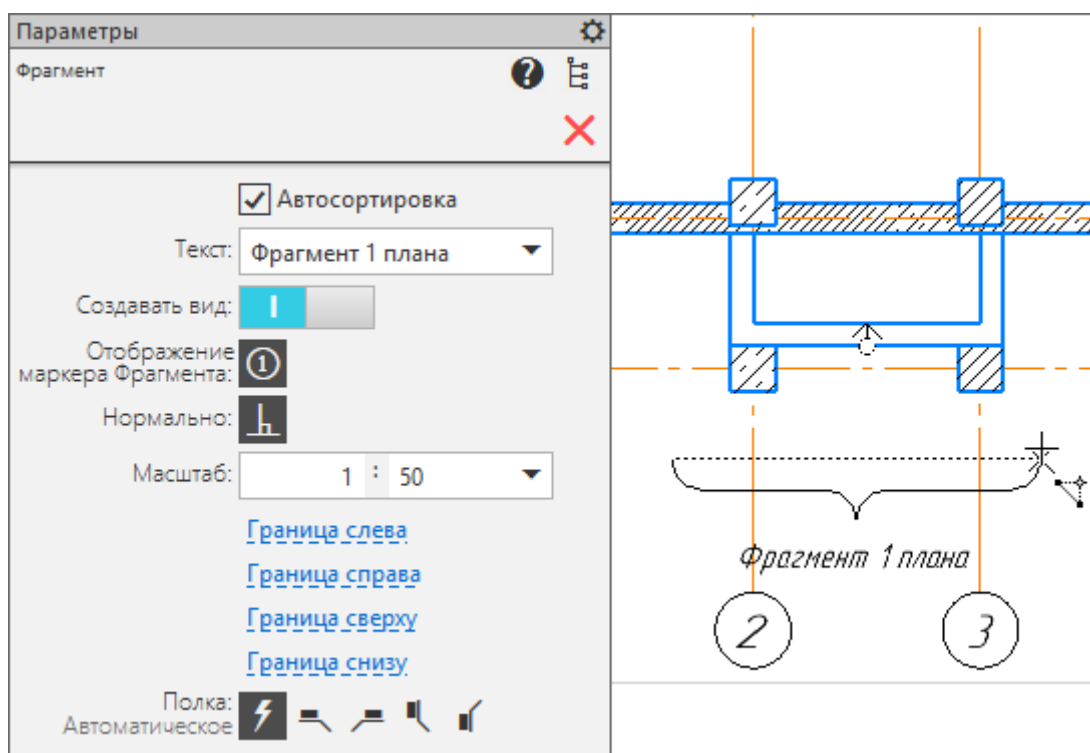 Параметры
Фрагмент
Автосортировка
Текст: Фрагмент 1 плана
Создавать вид:
Отображение
маркера Фрагмента: 1
Нормально:
Масштаб: 1 : 50
Граница слева
Граница справа
Граница сверху
Граница снизу
Полка:
Автоматическое
Фрагмент 1 плана
2 3